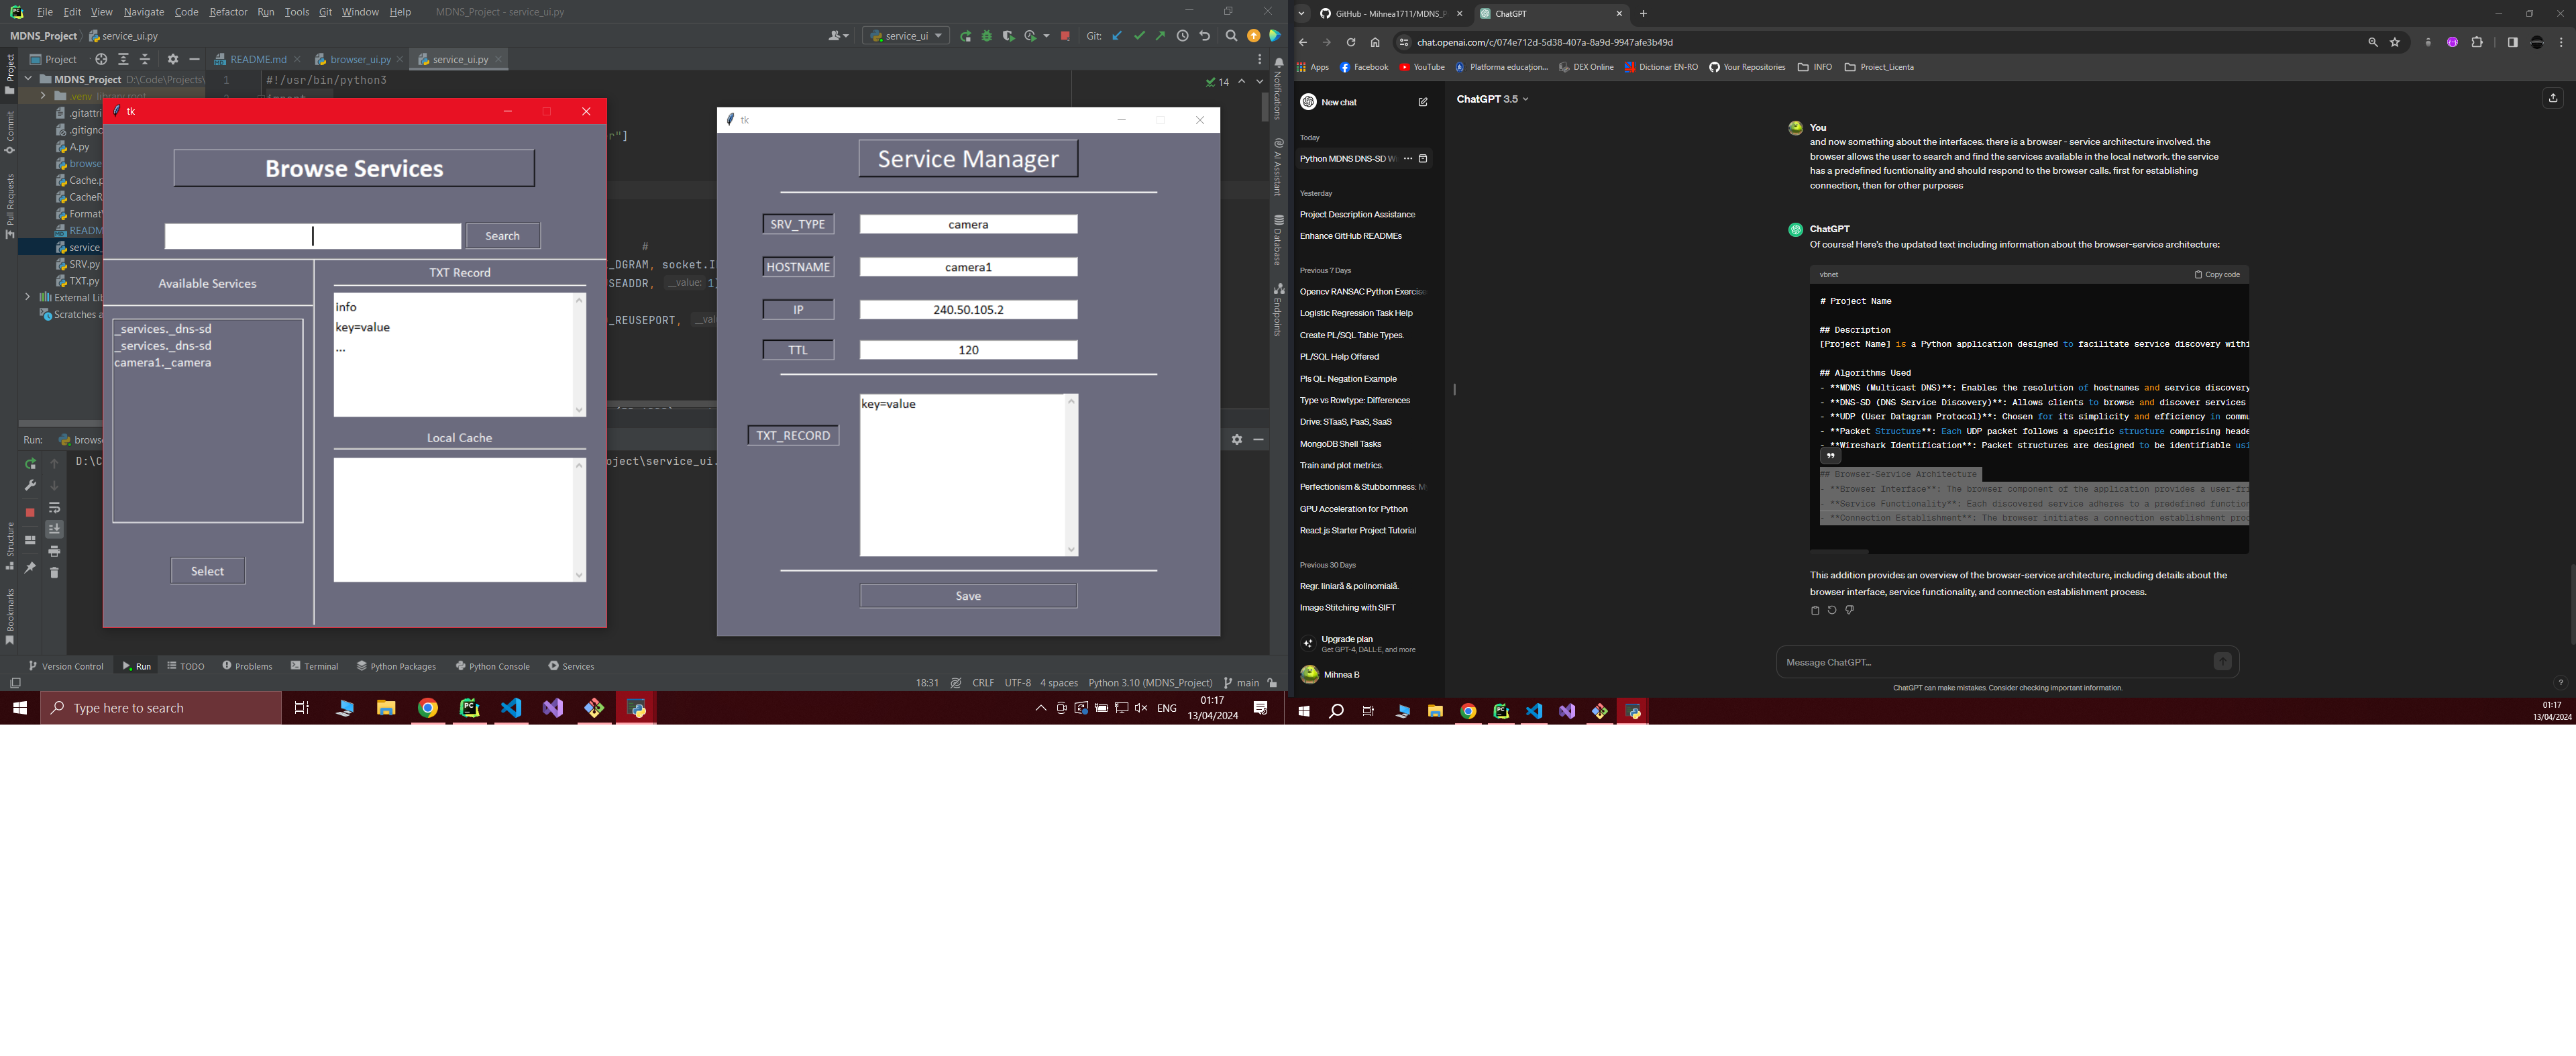 File Edit View Navigate Code Refactor Run Tools Git Window Help MDNS_Project - service_ui.py
MDNS_Project service_ui.py
service_ui
Git:
Project
README.md
browser_ui.py
service_ui.py
MDNS_Project D:\Code\Projects\
.venv library root
.gitattri
.gitigno
A.py
browse
Cache.p
CacheR
Format
READM
service_
SRV.py
TXT.py
External Lib
Scratches a
1 #!/usr/bin/python3
14
r"]
#
_DGRAM, socket.I
SEADDR, __value: 1
_REUSEPORT,
Project
Commit
Pull Requests
Structure
Bookmarks
Notifications
AI Assistant
Database
Endpoints
tk
Browse Services
Search
Available Services
_services._dns-sd
_services._dns-sd
camera1._camera
Select
TXT Record
info
key=value
...
Local Cache
tk
Service Manager
SRV_TYPE camera
HOSTNAME camera1
IP 240.50.105.2
TTL 120
TXT_RECORD
key=value
Save
Run: brows
D:\C
oject\service_ui.
Version Control Run TODO Problems Terminal Python Packages Python Console Services
18:31 CRLF UTF-8 4 spaces Python 3.10 (MDNS_Project) main
Type here to search
ENG
01:17
13/04/2024
GitHub - Mihnea1711/MDNS_P
ChatGPT
chat.openai.com/c/074e712d-5d38-407a-8a9d-9947afe3b49d
Apps Facebook YouTube Platforma education... DEX Online Dictionar EN-RO Your Repositories INFO Proiect_Licenta
New chat
Today
Python MDNS DNS-SD W
Yesterday
Project Description Assistance
Enhance GitHub READMEs
Previous 7 Days
Opencv RANSAC Python Exercise
Logistic Regression Task Help
Create PL/SQL Table Types.
PL/SQL Help Offered
Pls QL: Negation Example
Type vs Rowtype: Differences
Drive: STaaS, PaaS, SaaS
MongoDB Shell Tasks
Train and plot metrics.
Perfectionism & Stubbornness: M
GPU Acceleration for Python
React.js Starter Project Tutorial
Previous 30 Days
Regr. liniară & polinomială.
Image Stitching with SIFT
Upgrade plan
Get GPT-4, DALL·E, and more
Mihnea B
ChatGPT 3.5
You
and now something about the interfaces. there is a browser - service architecture involved. the
browser allows the user to search and find the services available in the local network. the service
has a predefined fucntionality and should respond to the browser calls. first for establishing
connection, then for other purposes
ChatGPT
Of course! Here's the updated text including information about the browser-service architecture:
vbnet Copy code
# Project Name
## Description
[Project Name] is a Python application designed to facilitate service discovery withi
## Algorithms Used
- **MDNS (Multicast DNS)**: Enables the resolution of hostnames and service discovery
- **DNS-SD (DNS Service Discovery)**: Allows clients to browse and discover services
- **UDP (User Datagram Protocol)**: Chosen for its simplicity and efficiency in commu
- **Packet Structure**: Each UDP packet follows a specific structure comprising heade
- **Wireshark Identification**: Packet structures are designed to be identifiable usi
## Browser-Service Architecture
- **Browser Interface**: The browser component of the application provides a user-fri
- **Service Functionality**: Each discovered service adheres to a predefined function
- **Connection Establishment**: The browser initiates a connection establishment proc
This addition provides an overview of the browser-service architecture, including details about the
browser interface, service functionality, and connection establishment process.
Message ChatGPT...
ChatGPT can make mistakes. Consider checking important information.
?
01:17
13/04/2024